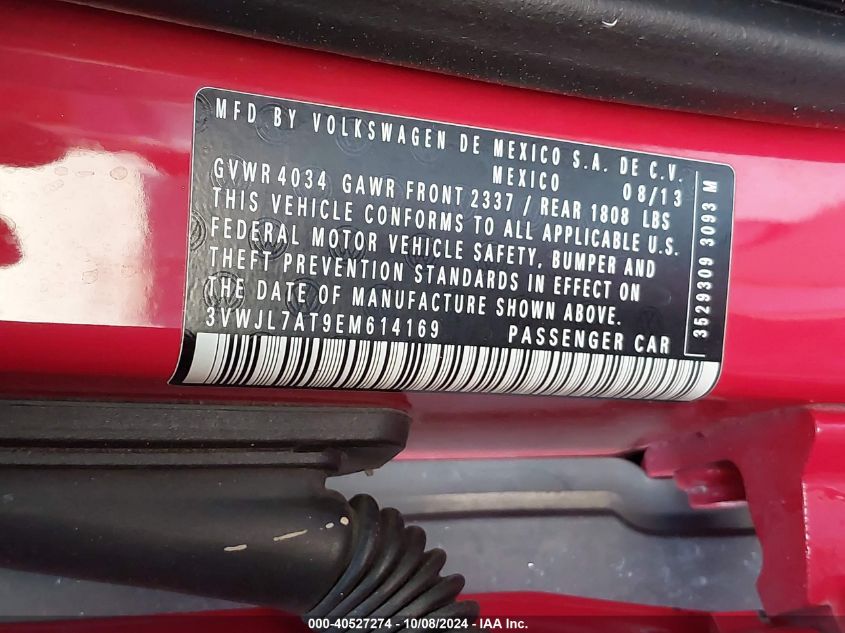 MFD BY VOLKSWAGEN DE MEXICO S.A. DE C.V.
MEXICO 08/13
GVWR 4034 GAWR FRONT 2337 / REAR 1808 LBS
THIS VEHICLE CONFORMS TO ALL APPLICABLE U.S.
FEDERAL MOTOR VEHICLE SAFETY, BUMPER AND
THEFT PREVENTION STANDARDS IN EFFECT ON
THE DATE OF MANUFACTURE SHOWN ABOVE.
3VWJL7AT9EM614169 PASSENGER CAR
3529309 3093 M
000-40527274 - 10/08/2024 - IAA Inc.